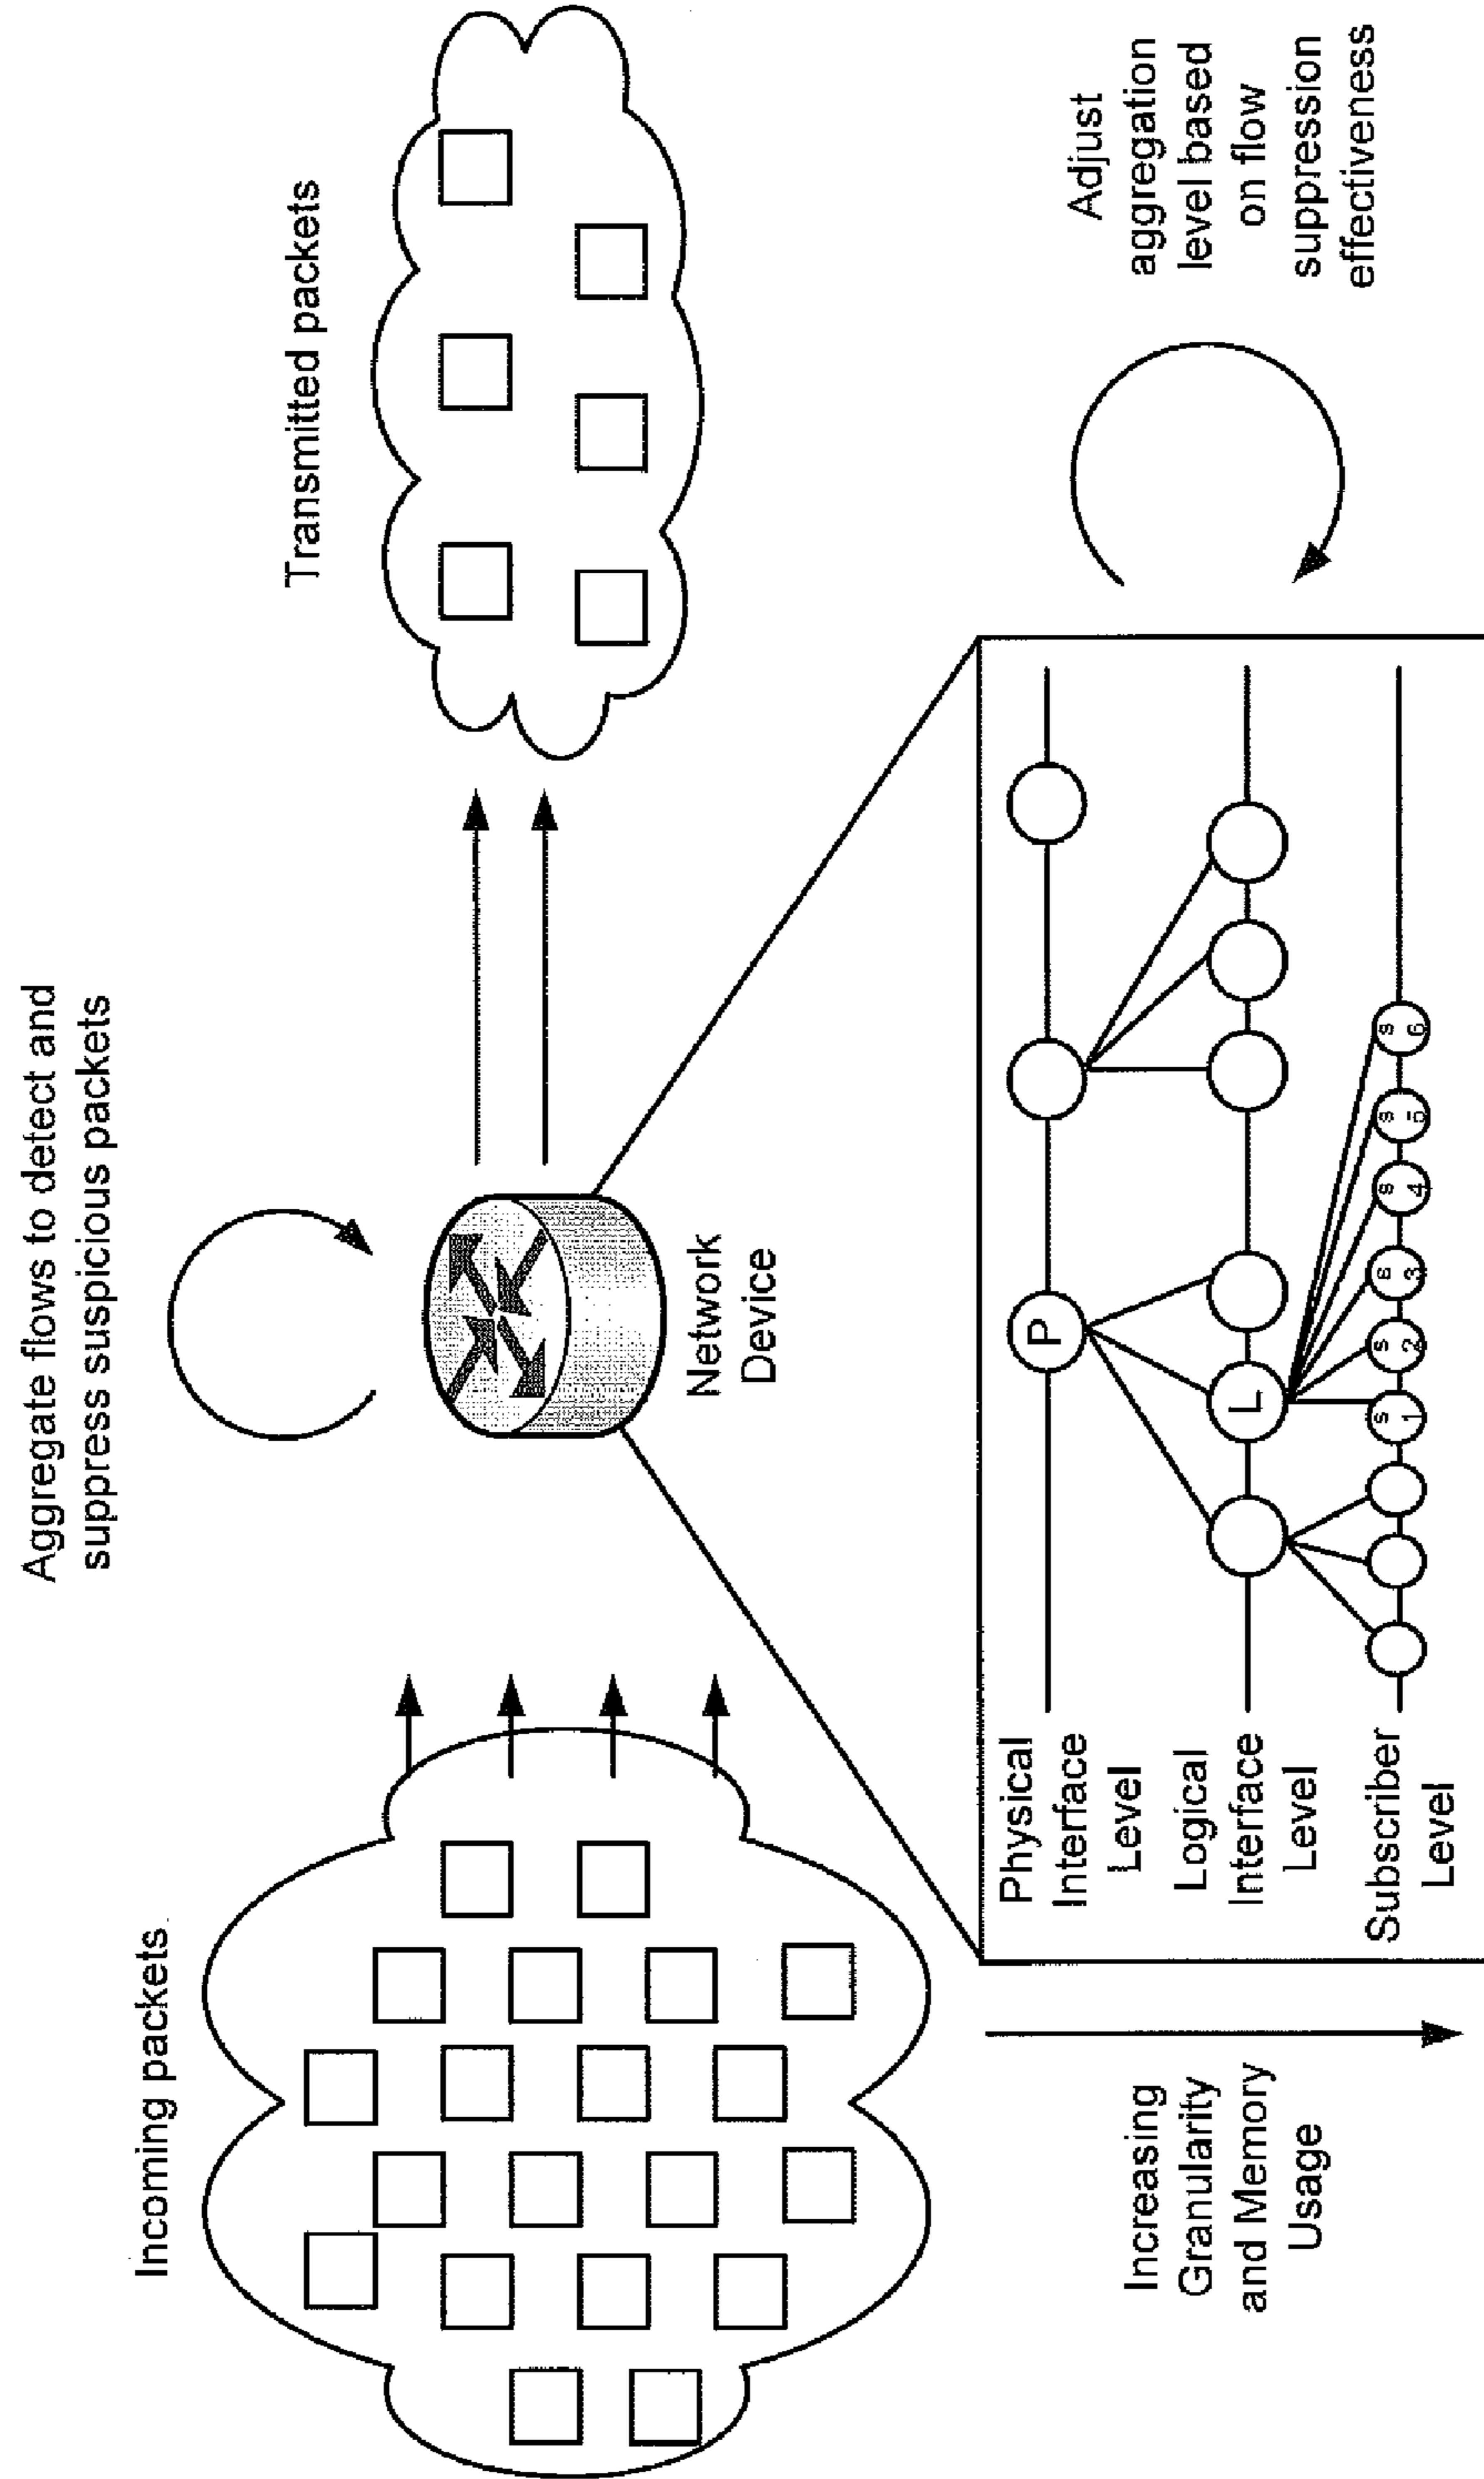 Aggregate flows to detect and
suppress suspicious packets
Incoming packets
Transmitted packets
Network
Device
Increasing
Granularity
and Memory
Usage
Physical
Interface
Level
Logical
Interface
Level
Subscriber
Level
P
L
s 1
s 2
s 3
s 4
s 5
s 6
Adjust
aggregation
level based
on flow
suppression
effectiveness